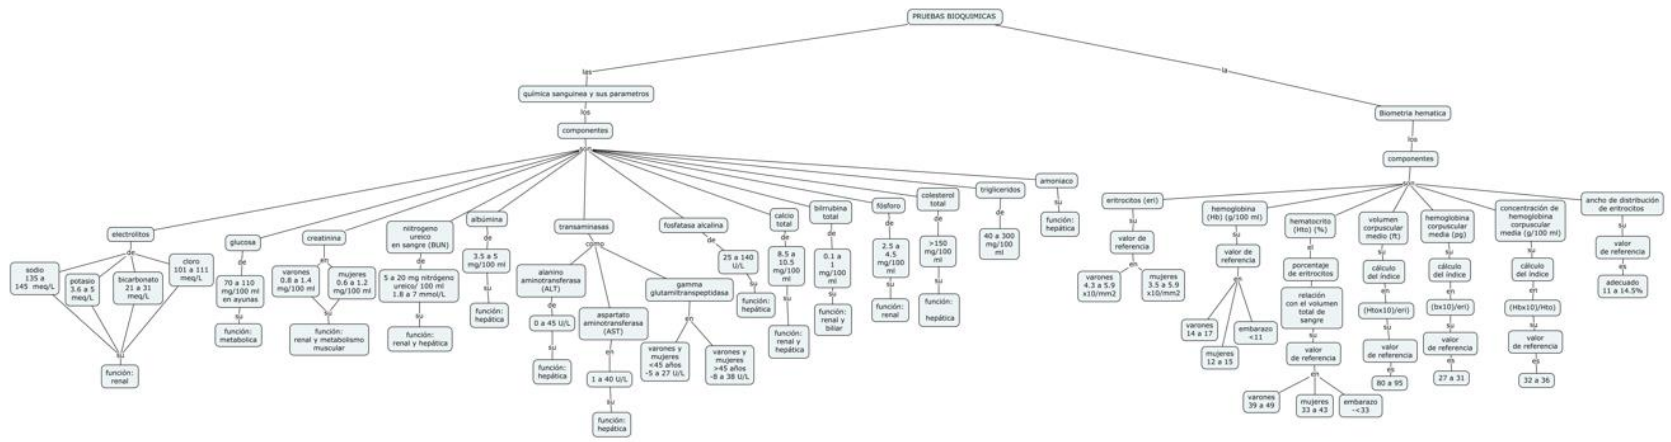 PRUEBAS BIOQUIMICAS
las
la
química sanguinea y sus parametros
los
componentes
son
electrolitos
de
sodio
135 a
145 meq/L
potasio
3.6 a 5
meq/L
bicarbonato
21 a 31
meq/L
cloro
101 a 111
meq/L
su
función:
renal
glucosa
de
70 a 110
mg/100 ml
en ayunas
su
función:
metabolica
creatinina
en
varones
0.8 a 1.4
mg/100 ml
mujeres
0.6 a 1.2
mg/100 ml
su
función:
renal y metabolismo
muscular
nitrogeno
ureico
en sangre (BUN)
de
5 a 20 mg nitrógeno
ureico/ 100 ml
1.8 a 7 mmol/L
su
función:
renal y hepática
albúmina
de
3.5 a 5
mg/100 ml
su
función:
hepática
transaminasas
como
alanino
aminotransferasa
(ALT)
de
0 a 45 U/L
su
función:
hepática
aspartato
aminotransferasa
(AST)
en
1 a 40 U/L
su
función:
hepática
gamma
glutamiltranspeptidasa
en
varones y
mujeres
<45 años
-5 a 27 U/L
varones y
mujeres
>45 años
-8 a 38 U/L
fosfatasa alcalina
de
25 a 140
U/L
su
función:
hepática
calcio
total
de
8.5 a
10.5
mg/100
ml
su
función:
renal y
hepática
bilrrubina
total
de
0.1 a
1
mg/100
ml
su
función:
renal y
biliar
fósforo
de
2.5 a
4.5
mg/100
ml
su
función:
renal
colesterol
total
de
>150
mg/100
ml
su
función:
hepática
trigliceridos
de
40 a 300
mg/100
ml
amoniaco
su
función:
hepática
Biometria hematica
los
componentes
son
eritrocitos (eri)
su
valor de
referencia
en
varones
4.3 a 5.9
x10/mm2
mujeres
3.5 a 5.9
x10/mm2
hemoglobina
(Hb) (g/100 ml)
su
valor de
referencia
en
varones
14 a 17
mujeres
12 a 15
embarazo
<11
hematocrito
(Hto) (%)
el
porcentaje
de eritrocitos
relación
con el volumen
total de
sangre
su
valor
de referencia
en
varones
39 a 49
mujeres
33 a 43
embarazo
-<33
volumen
corpuscular
medio (ft)
su
cálculo
del índice
en
(Htox10)/eri)
su
valor
de referencia
es
80 a 95
hemoglobina
corpuscular
media (pg)
su
cálculo
del índice
en
(bx10)/eri)
su
valor
de referencia
es
27 a 31
concentración de
hemoglobina
corpuscular
media (g/100 ml)
su
cálculo
del índice
en
(Hbx10)/Hto)
su
valor
de referencia
es
32 a 36
ancho de distribución
de eritrocitos
su
valor
de referencia
es
adecuado
11 a 14.5%